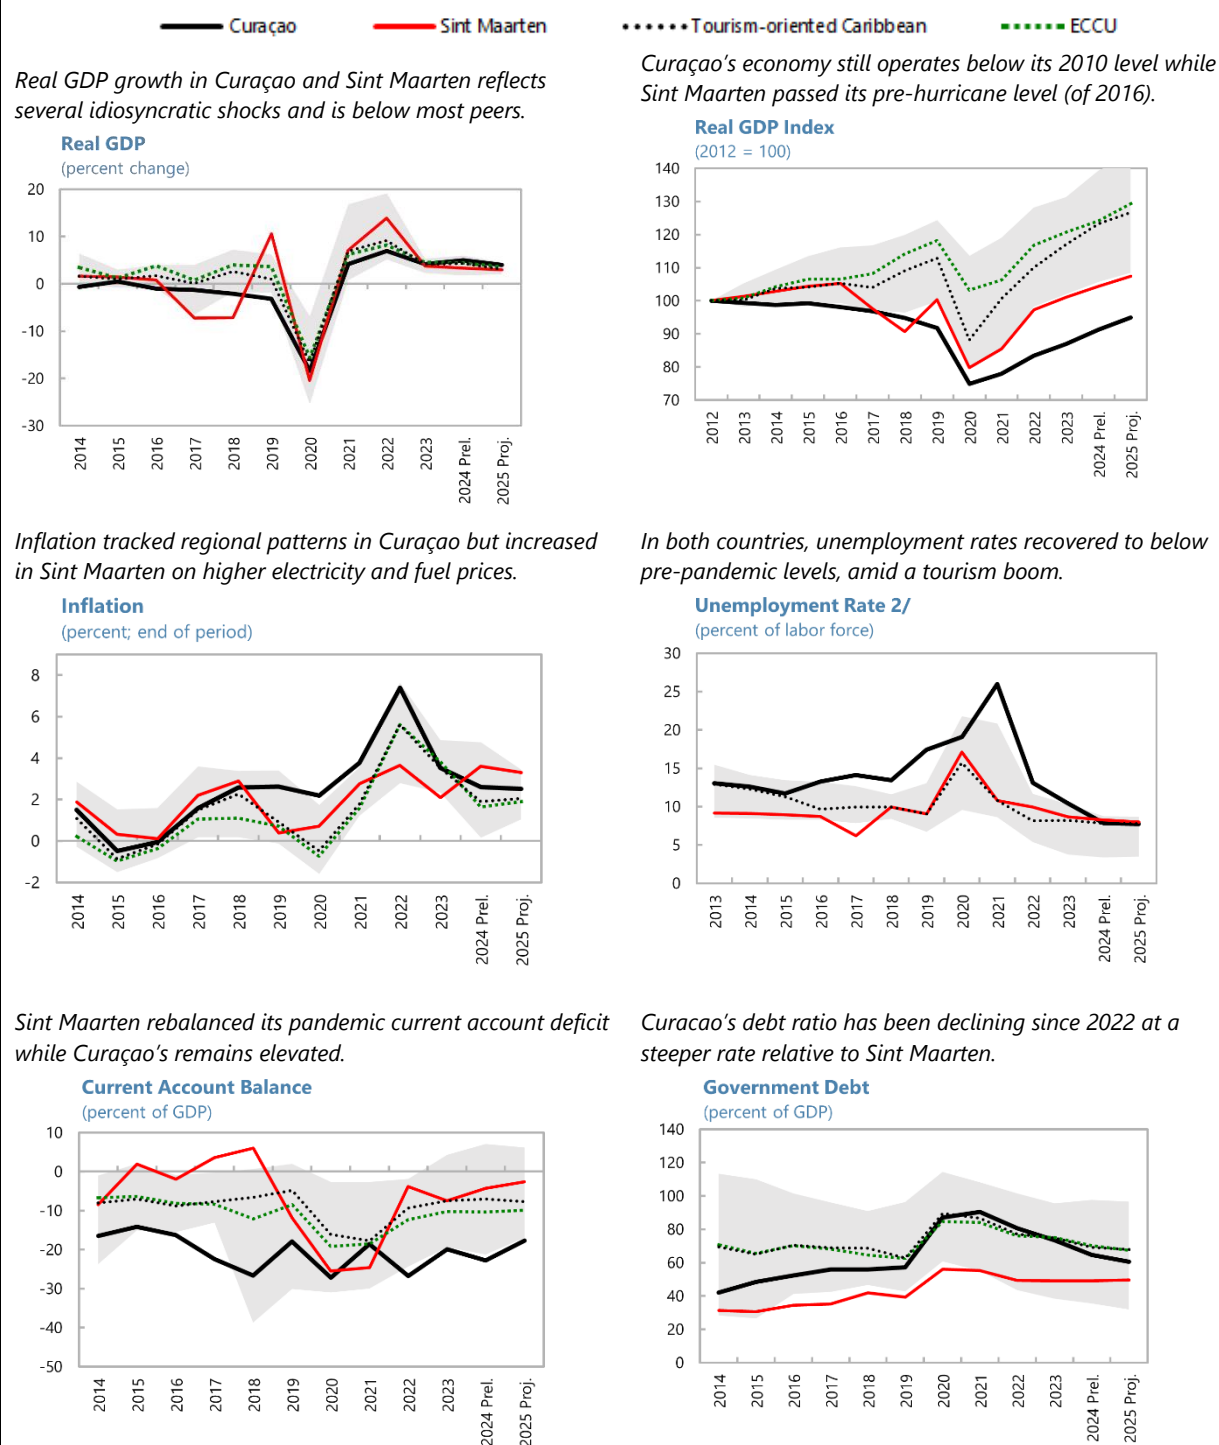 Curaçao Sint Maarten Tourism-oriented Caribbean ECCU
Real GDP growth in Curaçao and Sint Maarten reflects
several idiosyncratic shocks and is below most peers.
Real GDP
(percent change)
20
10
0
-10
-20
-30
2014 2015 2016 2017 2018 2019 2020 2021 2022 2023 2024 Prel. 2025 Proj.
Curaçao's economy still operates below its 2010 level while
Sint Maarten passed its pre-hurricane level (of 2016).
Real GDP Index
(2012 = 100)
140
130
120
110
100
90
80
70
2012 2013 2014 2015 2016 2017 2018 2019 2020 2021 2022 2023 2024 Prel. 2025 Proj.
Inflation tracked regional patterns in Curaçao but increased
in Sint Maarten on higher electricity and fuel prices.
Inflation
(percent; end of period)
8
6
4
2
0
-2
2014 2015 2016 2017 2018 2019 2020 2021 2022 2023 2024 Prel. 2025 Proj.
In both countries, unemployment rates recovered to below
pre-pandemic levels, amid a tourism boom.
Unemployment Rate 2/
(percent of labor force)
30
25
20
15
10
5
0
2013 2014 2015 2016 2017 2018 2019 2020 2021 2022 2023 2024 Prel. 2025 Proj.
Sint Maarten rebalanced its pandemic current account deficit
while Curaçao's remains elevated.
Current Account Balance
(percent of GDP)
10
0
-10
-20
-30
-40
-50
2014 2015 2016 2017 2018 2019 2020 2021 2022 2023 2024 Prel. 2025 Proj.
Curacao's debt ratio has been declining since 2022 at a
steeper rate relative to Sint Maarten.
Government Debt
(percent of GDP)
140
120
100
80
60
40
20
0
2014 2015 2016 2017 2018 2019 2020 2021 2022 2023 2024 Prel. 2025 Proj.